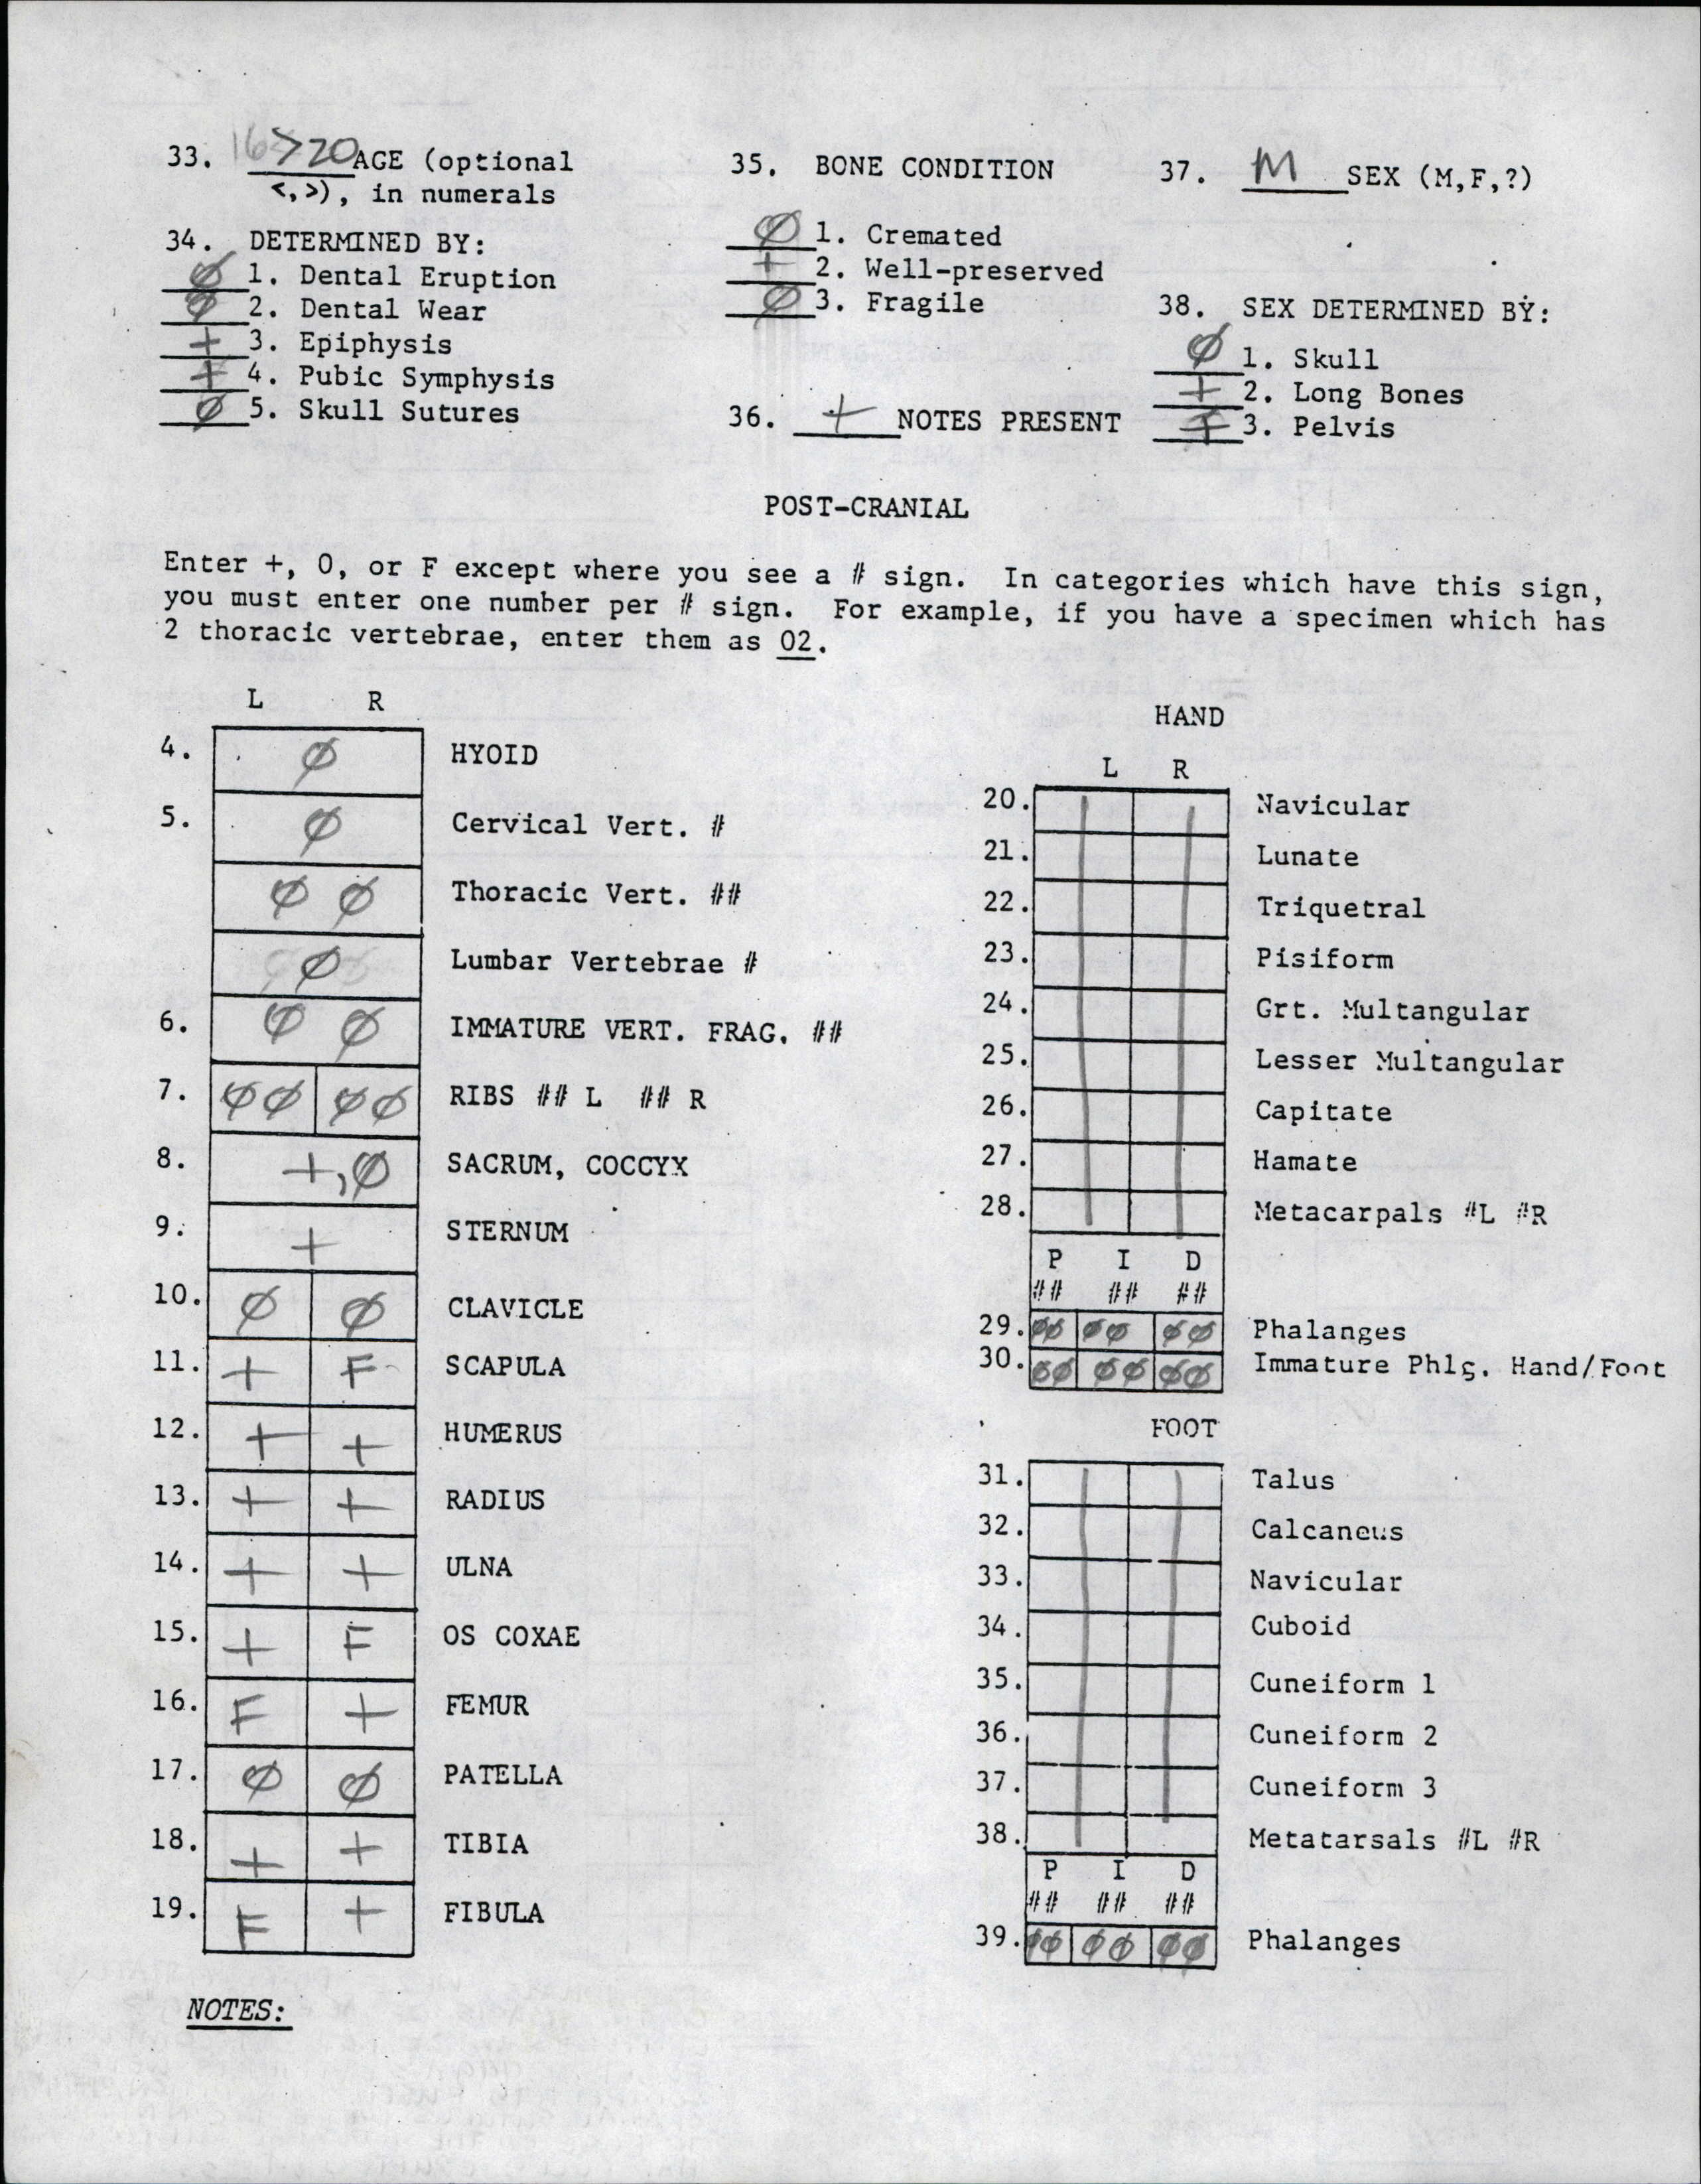 33. 16 >20 AGE (optional
<,>), in numerals
34. DETERMINED BY:
Ø 1. Dental Eruption
Ø 2. Dental Wear
+ 3. Epiphysis
+ 4. Pubic Symphysis
Ø 5. Skull Sutures
35. BONE CONDITION
Ø 1. Cremated
+ 2. Well-preserved
Ø 3. Fragile
36. + NOTES PRESENT
37. M SEX (M,F,?)
38. SEX DETERMINED BY:
Ø 1. Skull
+ 2. Long Bones
3. Pelvis
POST-CRANIAL
Enter +, 0, or F except where you see a # sign. In categories which have this sign,
you must enter one number per # sign. For example, if you have a specimen which has
2 thoracic vertebrae, enter them as 02.
L R
4. Ø HYOID
5. Ø Cervical Vert. #
Ø Ø Thoracic Vert. ##
Ø Lumbar Vertebrae #
6. Ø Ø IMMATURE VERT. FRAG. ##
7. ØØ ØØ RIBS ## L ## R
8. +,Ø SACRUM, COCCYX
9. + STERNUM
10. Ø Ø CLAVICLE
11. + F SCAPULA
12. + + HUMERUS
13. + + RADIUS
14. + + ULNA
15. + F OS COXAE
16. F + FEMUR
17. Ø Ø PATELLA
18. + + TIBIA
19. F + FIBULA
NOTES:
HAND
L R
20. Navicular
21. Lunate
22. Triquetral
23. Pisiform
24. Grt. Multangular
25. Lesser Multangular
26. Capitate
27. Hamate
28. Metacarpals #L #R
P I D
## ## ##
29. ØØ ØØ ØØ Phalanges
30. ØØ ØØ ØØ Immature Phlg. Hand/Foot
FOOT
31. Talus
32. Calcaneus
33. Navicular
34. Cuboid
35. Cuneiform 1
36. Cuneiform 2
37. Cuneiform 3
38. Metatarsals #L #R
P I D
## ## ##
39. ØØ ØØ ØØ Phalanges